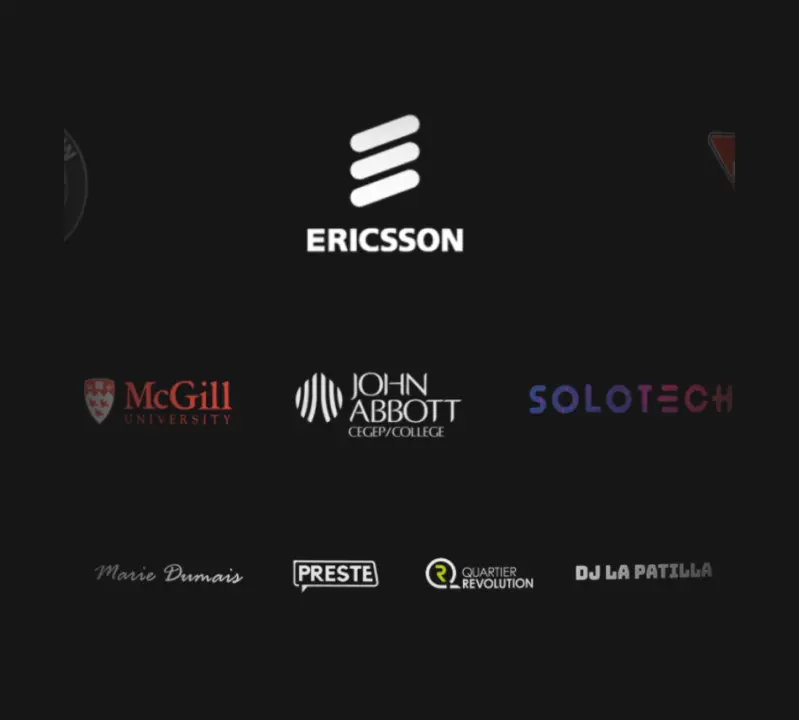 ERICSSON
McGill
UNIVERSITY
JOHN
ABBOTT
CEGEP/COLLEGE
SOLOTECH
Marie Dumais
PRESTE
QUARTIER
REVOLUTION
DJ LA PATILLA